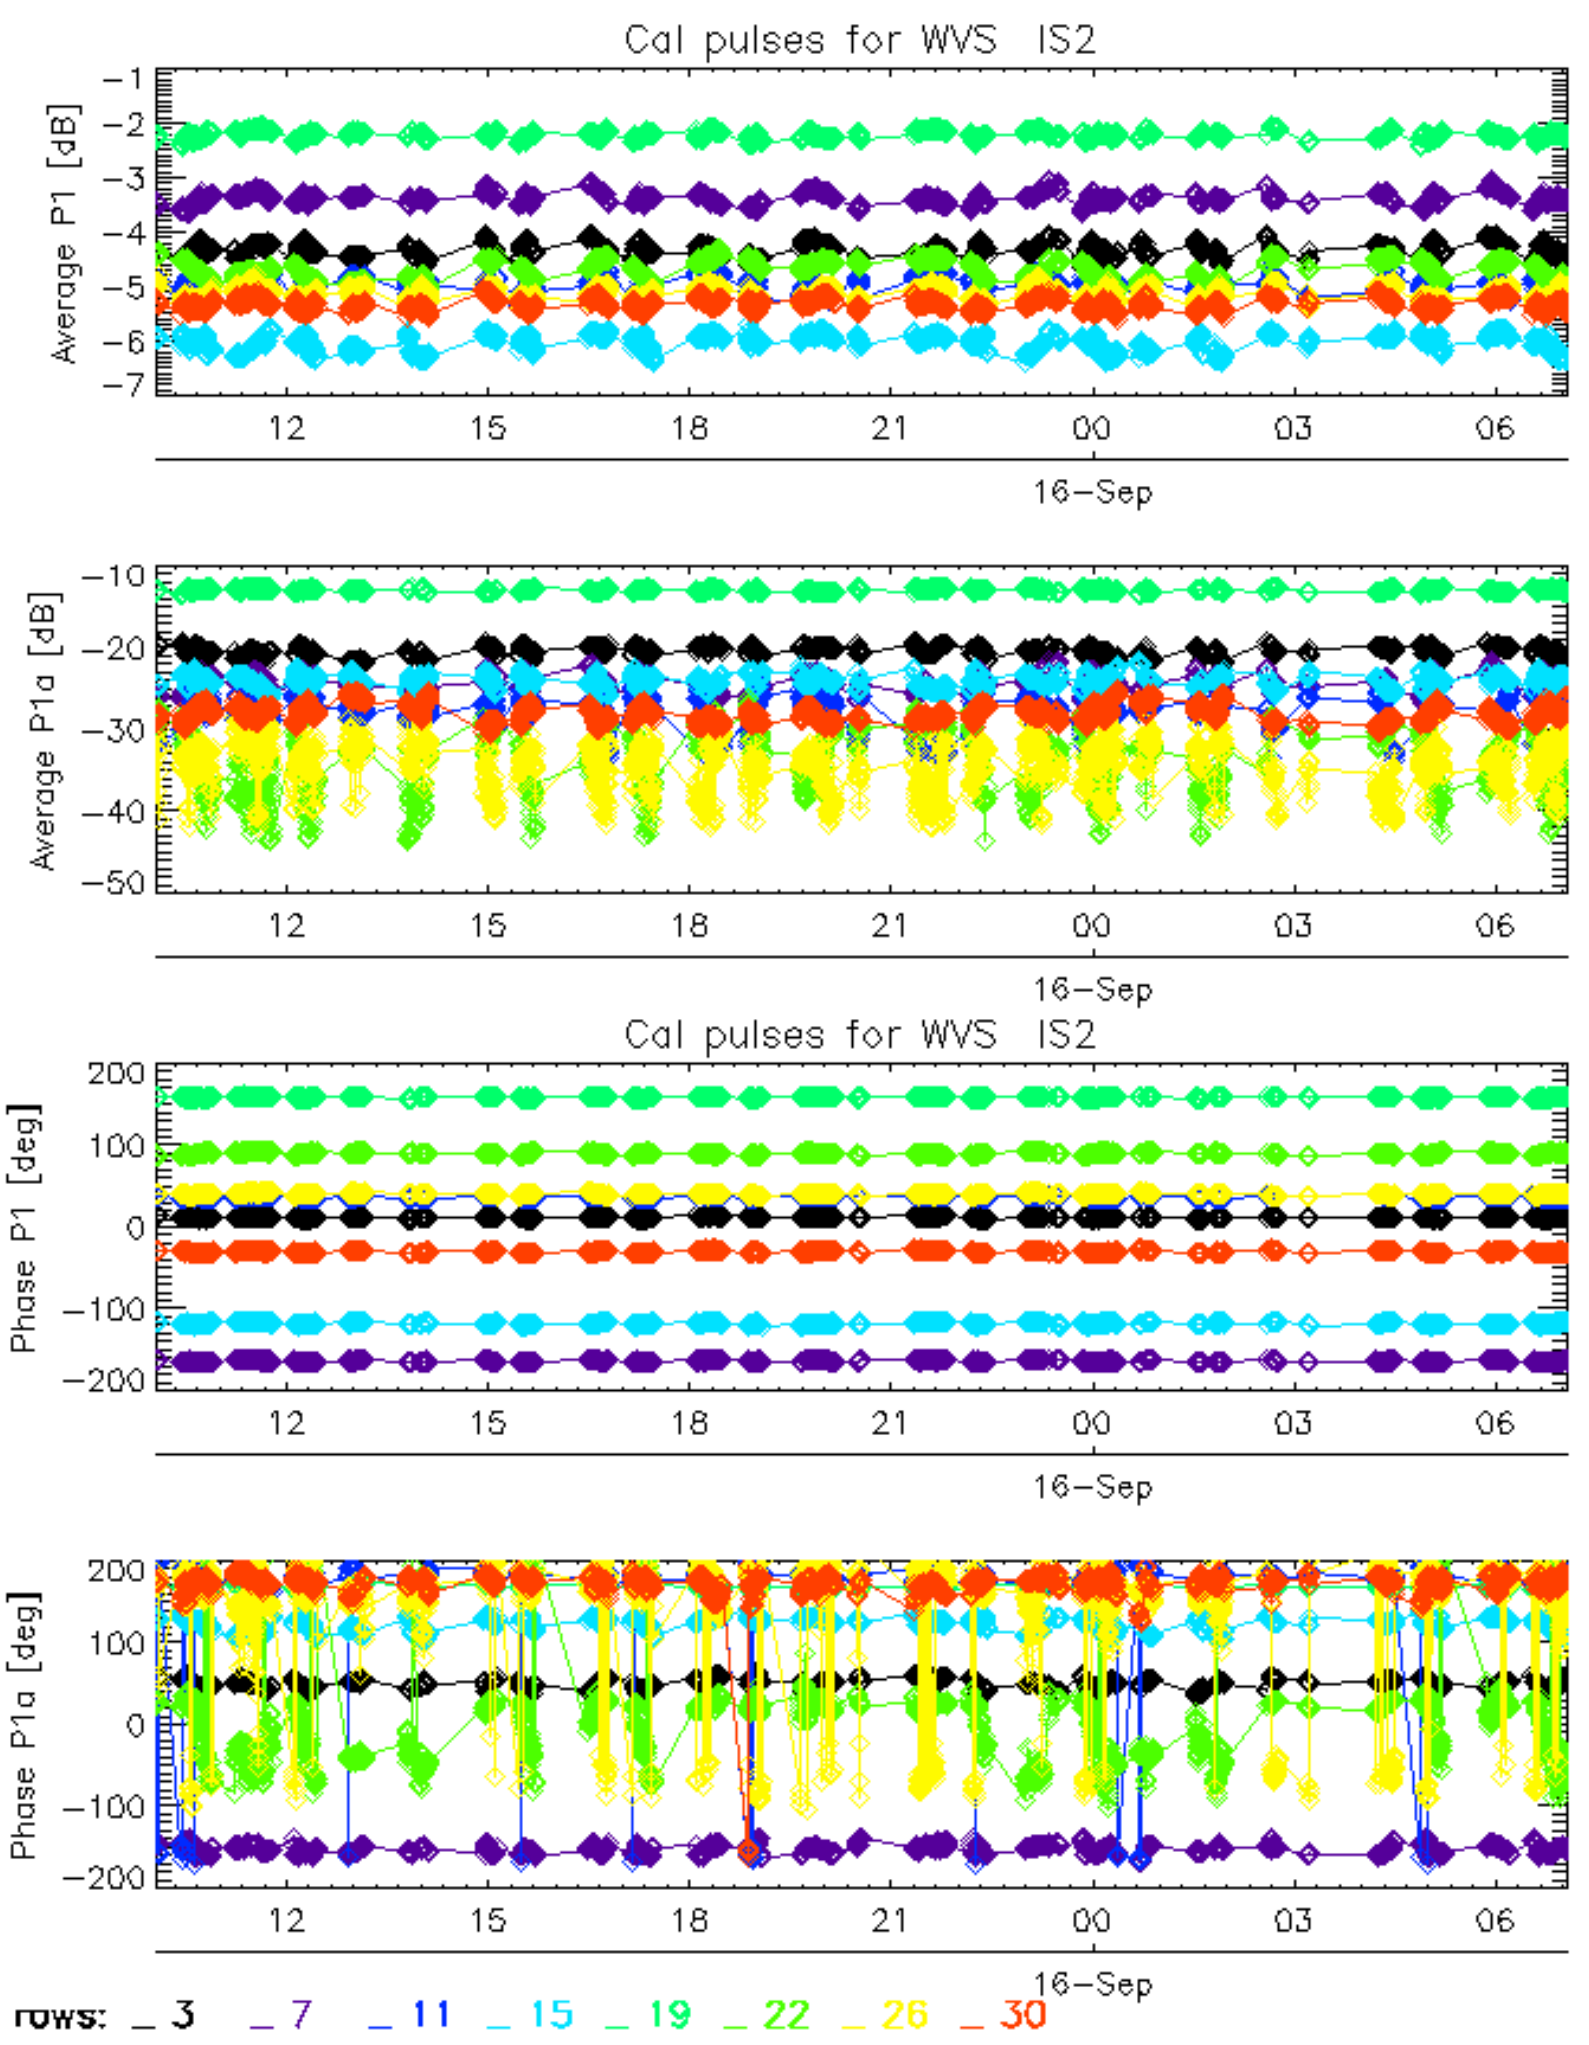 Cal pulses for WVS IS2
Average P1 [dB]
-1
-2
-3
-4
-5
-6
-7
12 15 18 21 00 03 06
16-Sep
Average P1a [dB]
-10
-20
-30
-40
-50
12 15 18 21 00 03 06
16-Sep
Cal pulses for WVS IS2
Phase P1 [deg]
200
100
0
-100
-200
12 15 18 21 00 03 06
16-Sep
Phase P1a [deg]
200
100
0
-100
-200
12 15 18 21 00 03 06
16-Sep
rows: _ 3 _ 7 _ 11 _ 15 _ 19 _ 22 _ 26 _ 30